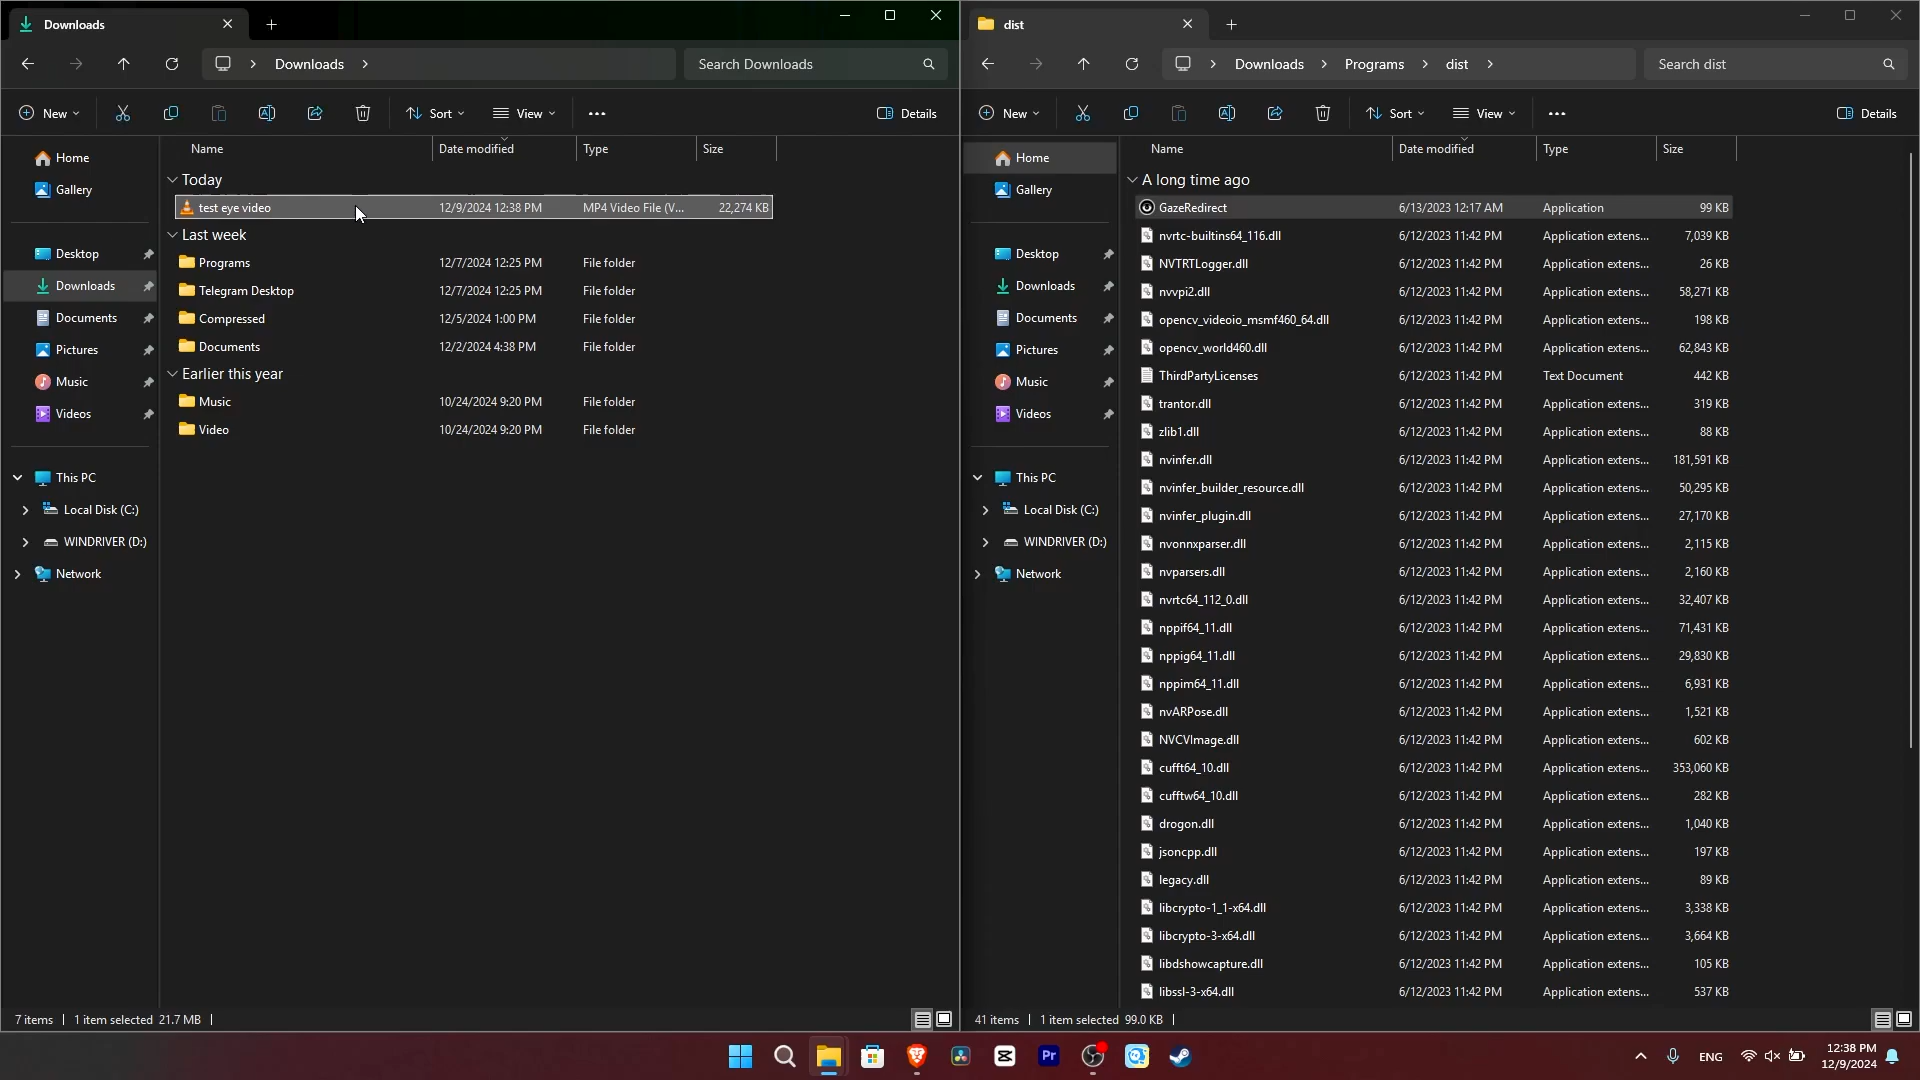 Downloads
Downloads
Search Downloads
New
Sort
View
Details
Name
Date modified
Type
Size
Home
Gallery
Desktop
Downloads
Documents
Pictures
Music
Videos
This PC
Local Disk (C:)
WINDRIVER (D:)
Network
Today
test eye video 12/9/2024 12:38 PM MP4 Video File (V... 22,274 KB
Last week
Programs 12/7/2024 12:25 PM File folder
Telegram Desktop 12/7/2024 12:25 PM File folder
Compressed 12/5/2024 1:00 PM File folder
Documents 12/2/2024 4:38 PM File folder
Earlier this year
Music 10/24/2024 9:20 PM File folder
Video 10/24/2024 9:20 PM File folder
7 items 1 item selected 21.7 MB
dist
Downloads Programs dist
Search dist
New
Sort
View
Details
Name
Date modified
Type
Size
Home
Gallery
Desktop
Downloads
Documents
Pictures
Music
Videos
This PC
Local Disk (C:)
WINDRIVER (D:)
Network
A long time ago
GazeRedirect 6/13/2023 12:17 AM Application 99 KB
nvrtc-builtins64_116.dll 6/12/2023 11:42 PM Application extens... 7,039 KB
NVTRTLogger.dll 6/12/2023 11:42 PM Application extens... 26 KB
nvvpi2.dll 6/12/2023 11:42 PM Application extens... 58,271 KB
opencv_videoio_msmf460_64.dll 6/12/2023 11:42 PM Application extens... 198 KB
opencv_world460.dll 6/12/2023 11:42 PM Application extens... 62,843 KB
ThirdPartyLicenses 6/12/2023 11:42 PM Text Document 442 KB
trantor.dll 6/12/2023 11:42 PM Application extens... 319 KB
zlib1.dll 6/12/2023 11:42 PM Application extens... 88 KB
nvinfer.dll 6/12/2023 11:42 PM Application extens... 181,591 KB
nvinfer_builder_resource.dll 6/12/2023 11:42 PM Application extens... 50,295 KB
nvinfer_plugin.dll 6/12/2023 11:42 PM Application extens... 27,170 KB
nvonnxparser.dll 6/12/2023 11:42 PM Application extens... 2,115 KB
nvparsers.dll 6/12/2023 11:42 PM Application extens... 2,160 KB
nvrtc64_112_0.dll 6/12/2023 11:42 PM Application extens... 32,407 KB
nppif64_11.dll 6/12/2023 11:42 PM Application extens... 71,431 KB
nppig64_11.dll 6/12/2023 11:42 PM Application extens... 29,830 KB
nppim64_11.dll 6/12/2023 11:42 PM Application extens... 6,931 KB
nvARPose.dll 6/12/2023 11:42 PM Application extens... 1,521 KB
NVCVImage.dll 6/12/2023 11:42 PM Application extens... 602 KB
cufft64_10.dll 6/12/2023 11:42 PM Application extens... 353,060 KB
cufftw64_10.dll 6/12/2023 11:42 PM Application extens... 282 KB
drogon.dll 6/12/2023 11:42 PM Application extens... 1,040 KB
jsoncpp.dll 6/12/2023 11:42 PM Application extens... 197 KB
legacy.dll 6/12/2023 11:42 PM Application extens... 89 KB
libcrypto-1_1-x64.dll 6/12/2023 11:42 PM Application extens... 3,338 KB
libcrypto-3-x64.dll 6/12/2023 11:42 PM Application extens... 3,664 KB
libdshowcapture.dll 6/12/2023 11:42 PM Application extens... 105 KB
libssl-3-x64.dll 6/12/2023 11:42 PM Application extens... 537 KB
41 items 1 item selected 99.0 KB
Pr
ENG
12:38 PM
12/9/2024